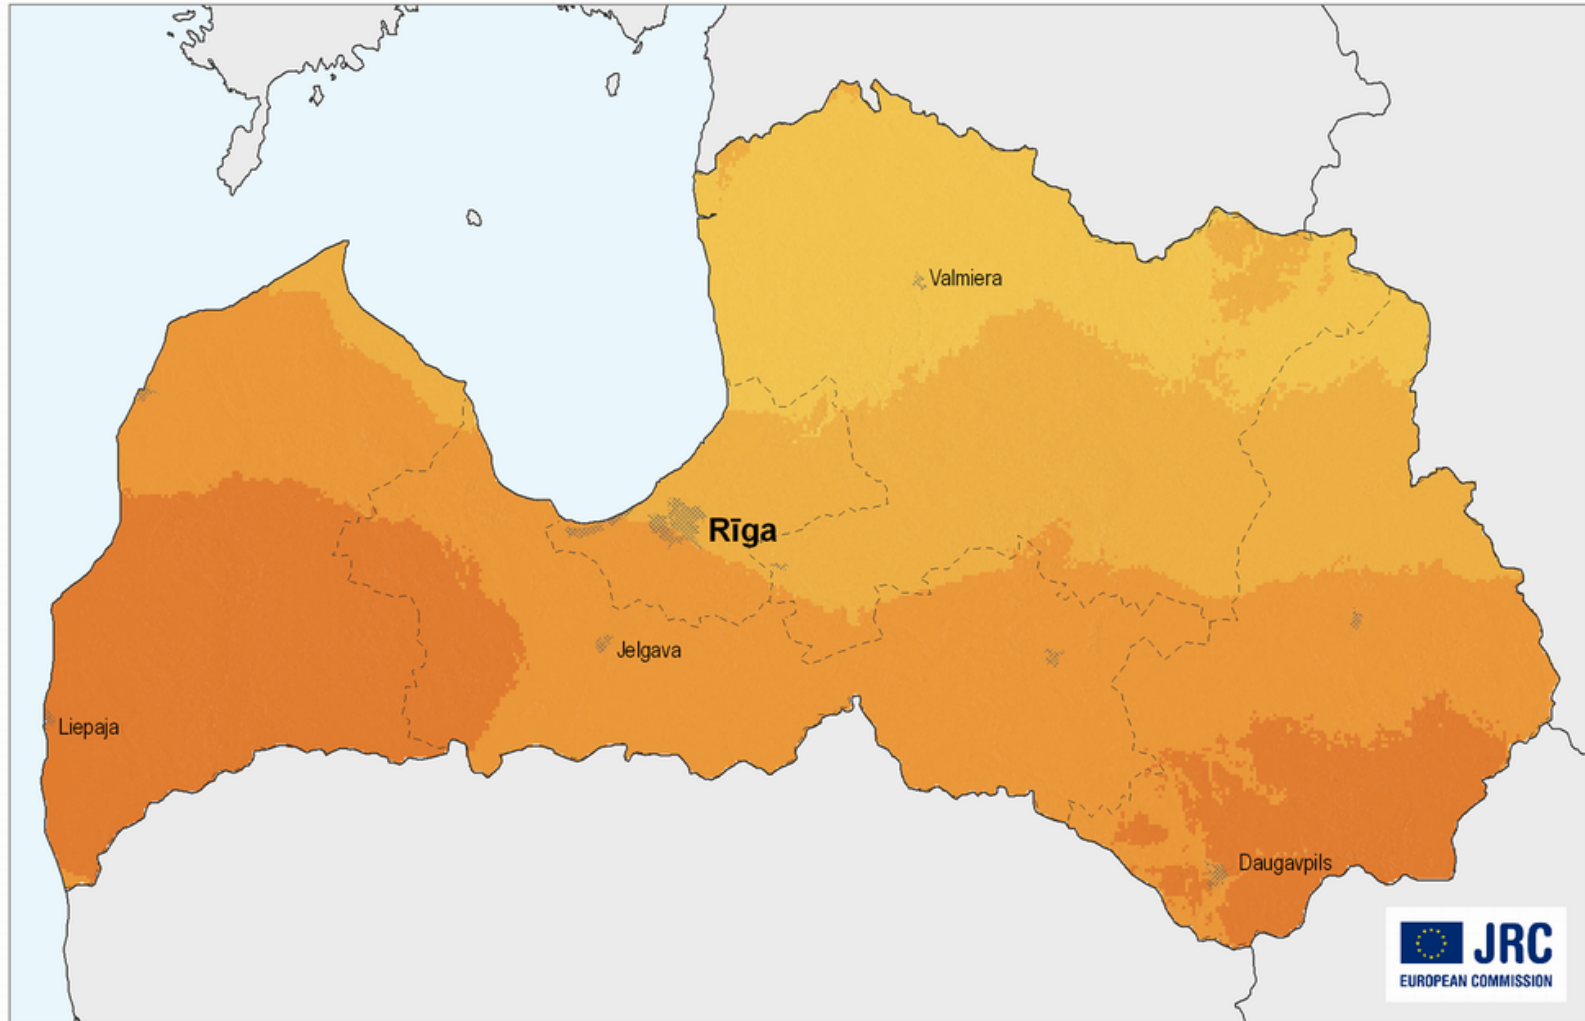 Valmiera
Rīga
Jelgava
Liepaja
Daugavpils
JRC
EUROPEAN COMMISSION